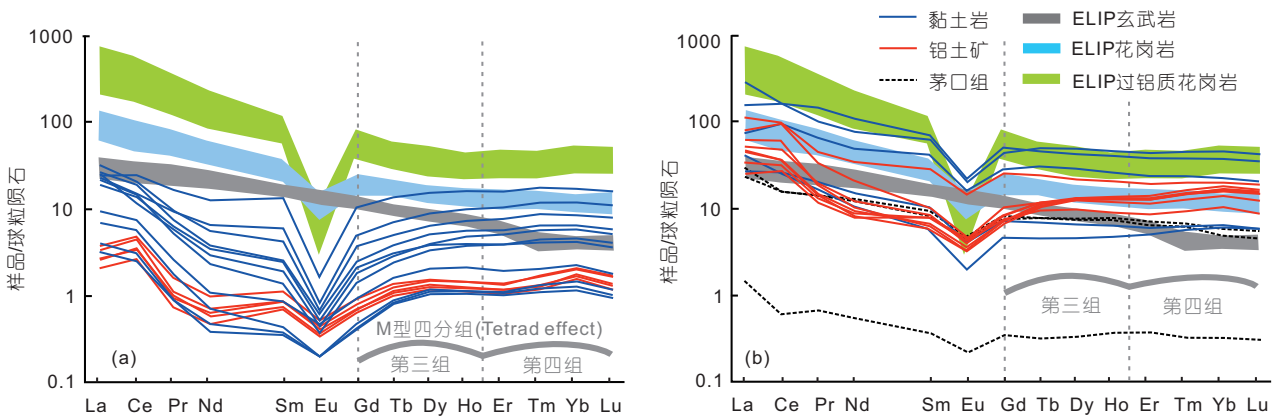 黏土岩
铝土矿
茅口组
ELIP玄武岩
ELIP花岗岩
ELIP过铝质花岗岩
样品/球粒陨石
1000
100
10
1
0.1
(a)
M型四分组(Tetrad effect)
第三组
第四组
La Ce Pr Nd Sm Eu Gd Tb Dy Ho Er Tm Yb Lu
样品/球粒陨石
1000
100
10
1
0.1
(b)
第三组
第四组
La Ce Pr Nd Sm Eu Gd Tb Dy Ho Er Tm Yb Lu